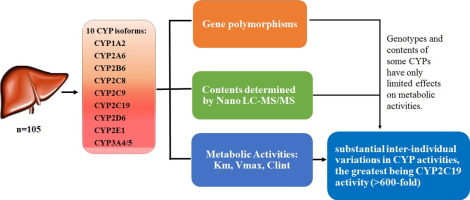 10 CYP isoforms:
CYP1A2
CYP2A6
CYP2B6
CYP2C8
CYP2C9
CYP2C19
CYP2D6
CYP2E1
CYP3A4/5
n=105
Gene polymorphisms
Contents determined
by Nano LC-MS/MS
Metabolic Activities:
Km, Vmax, Clint
Genotypes and
contents of
some CYPs
have only
limited effects
on metabolic
activities.
substantial inter-individual
variations in CYP activities,
the greatest being CYP2C19
activity (>600-fold)